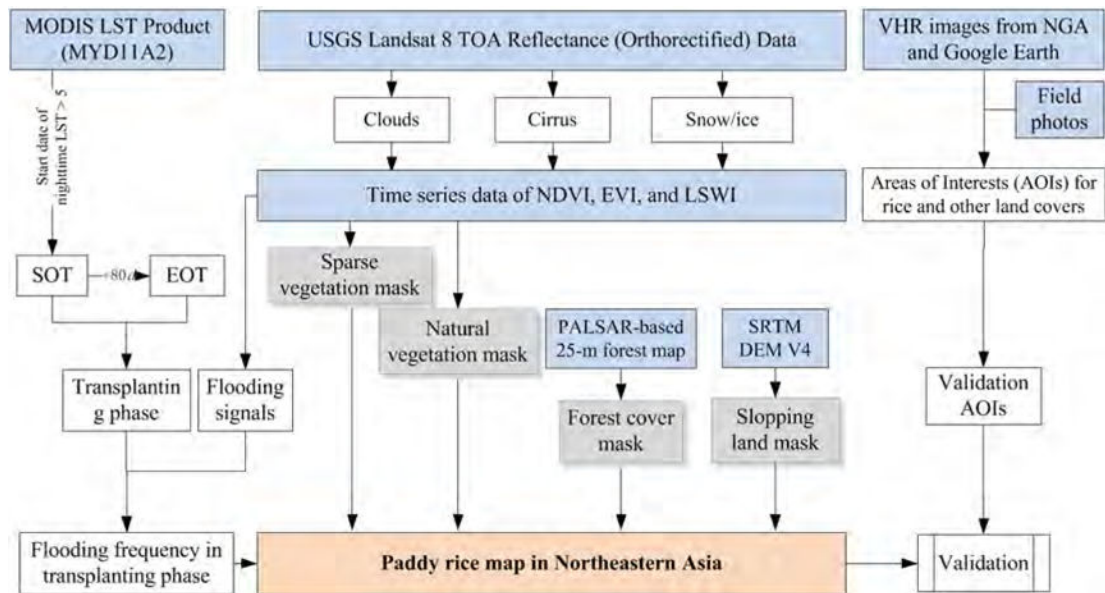 MODIS LST Product
(MYD11A2)
USGS Landsat 8 TOA Reflectance (Orthorectified) Data
VHR images from NGA
and Google Earth
Start date of
nighttime LST > 5
Clouds
Cirrus
Snow/ice
Field
photos
Time series data of NDVI, EVI, and LSWI
Areas of Interests (AOIs) for
rice and other land covers
SOT
+80d
EOT
Sparse
vegetation mask
Natural
vegetation mask
PALSAR-based
25-m forest map
SRTM
DEM V4
Transplantin
g phase
Flooding
signals
Forest cover
mask
Slopping
land mask
Validation
AOIs
Flooding frequency in
transplanting phase
Paddy rice map in Northeastern Asia
Validation